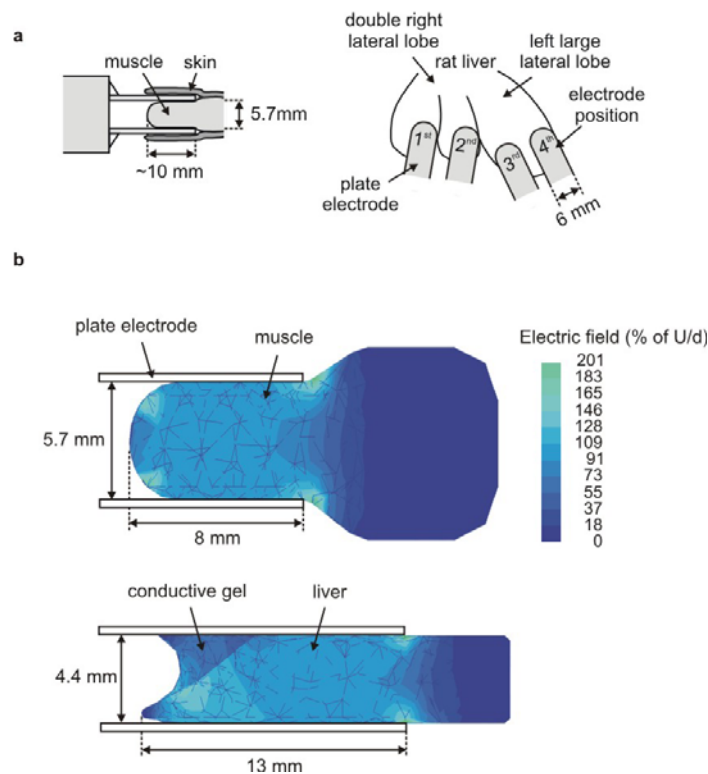 a
muscle
skin
5.7mm
~10 mm
double right
lateral lobe
rat liver
left large
lateral lobe
electrode
position
1st
2nd
3rd
4th
plate
electrode
6 mm
b
plate electrode
muscle
5.7 mm
8 mm
Electric field (% of U/d)
201
183
165
146
128
109
91
73
55
37
18
0
conductive gel
liver
4.4 mm
13 mm